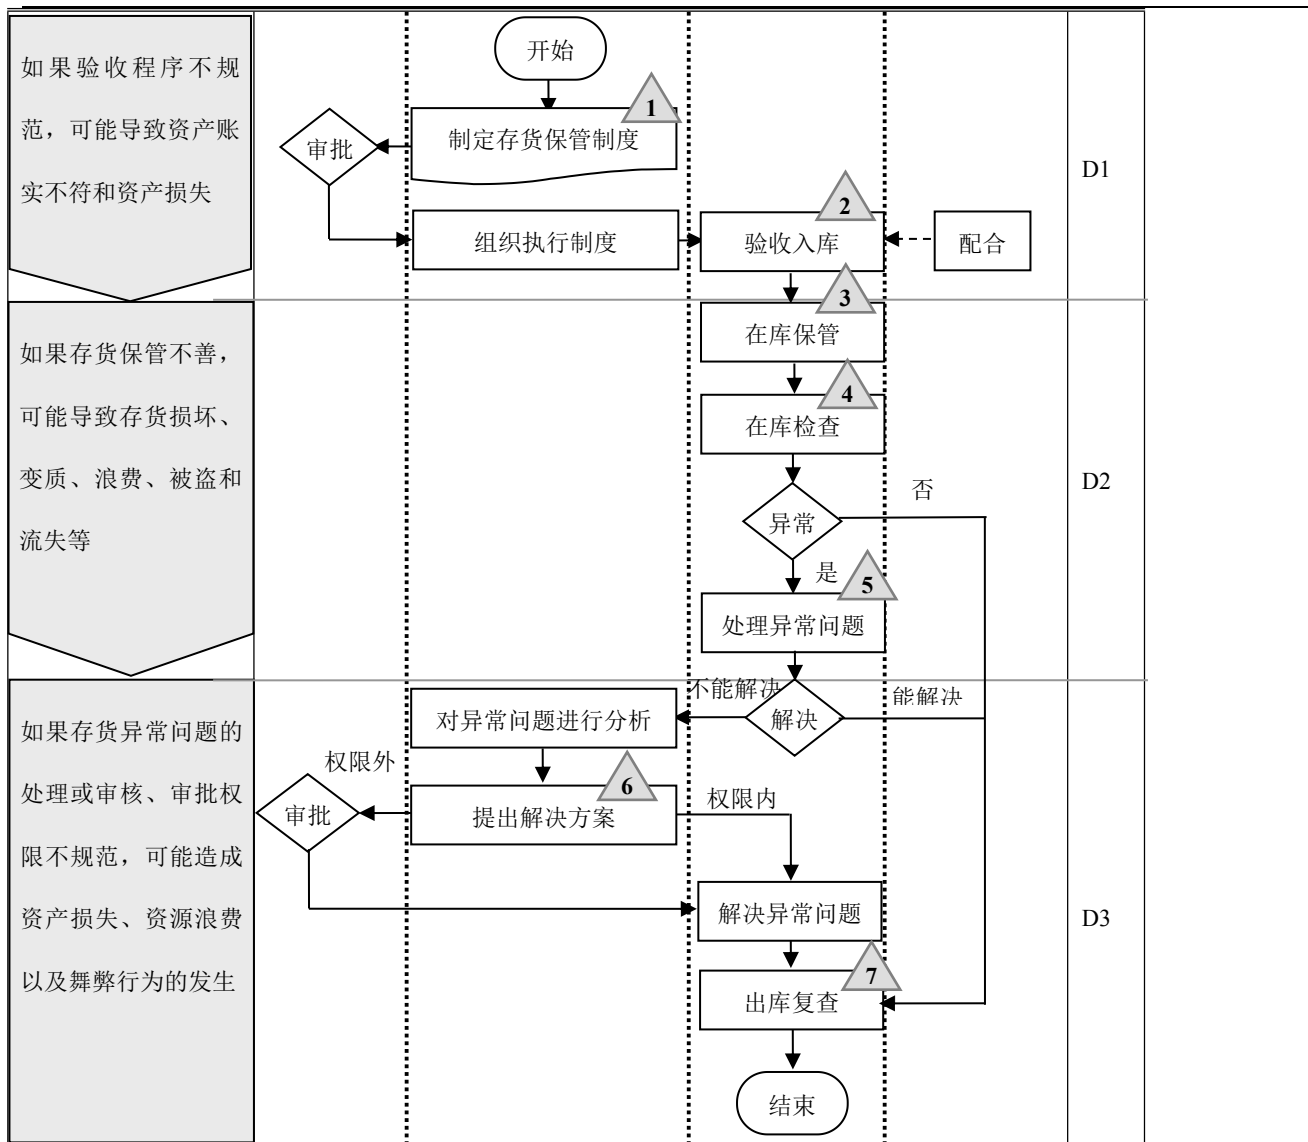 如果验收程序不规
范，可能导致资产账
实不符和资产损失
开始
1
制定存货保管制度
审批
组织执行制度
2
验收入库
配合
D1
如果存货保管不善，
可能导致存货损坏、
变质、浪费、被盗和
流失等
3
在库保管
4
在库检查
异常
否
是
5
处理异常问题
D2
如果存货异常问题的
处理或审核、审批权
限不规范，可能造成
资产损失、资源浪费
以及舞弊行为的发生
不能解决
解决
能解决
对异常问题进行分析
权限外
审批
6
提出解决方案
权限内
解决异常问题
7
出库复查
结束
D3